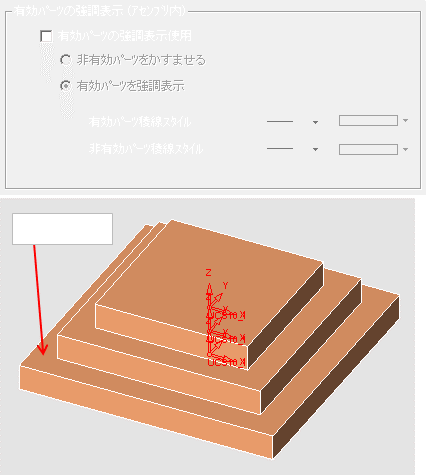 有効パーツの強調表示 (アセンブリ内)
有効パーツの強調表示使用
非有効パーツをかすませる
有効パーツを強調表示
有効パーツ稜線スタイル
非有効パーツ稜線スタイル
Z
Y
X
UCS10_1
X
UCS10_1
X
UCS10_X